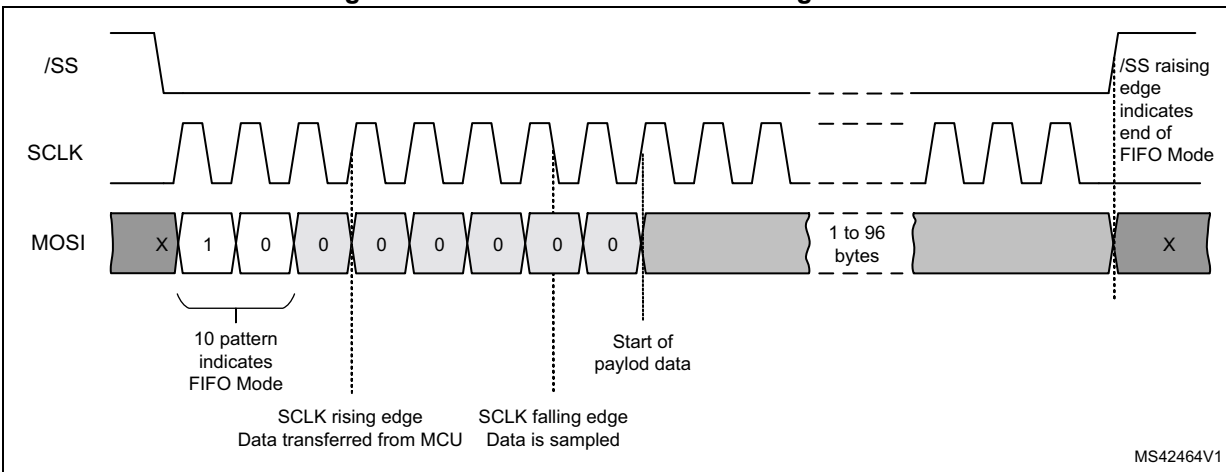 /SS
/SS raising
edge
indicates
end of
FIFO Mode
SCLK
MOSI
X
1
0
0
0
0
0
0
0
1 to 96
bytes
X
10 pattern
indicates
FIFO Mode
SCLK rising edge
Data transferred from MCU
SCLK falling edge
Data is sampled
Start of
paylod data
MS42464V1